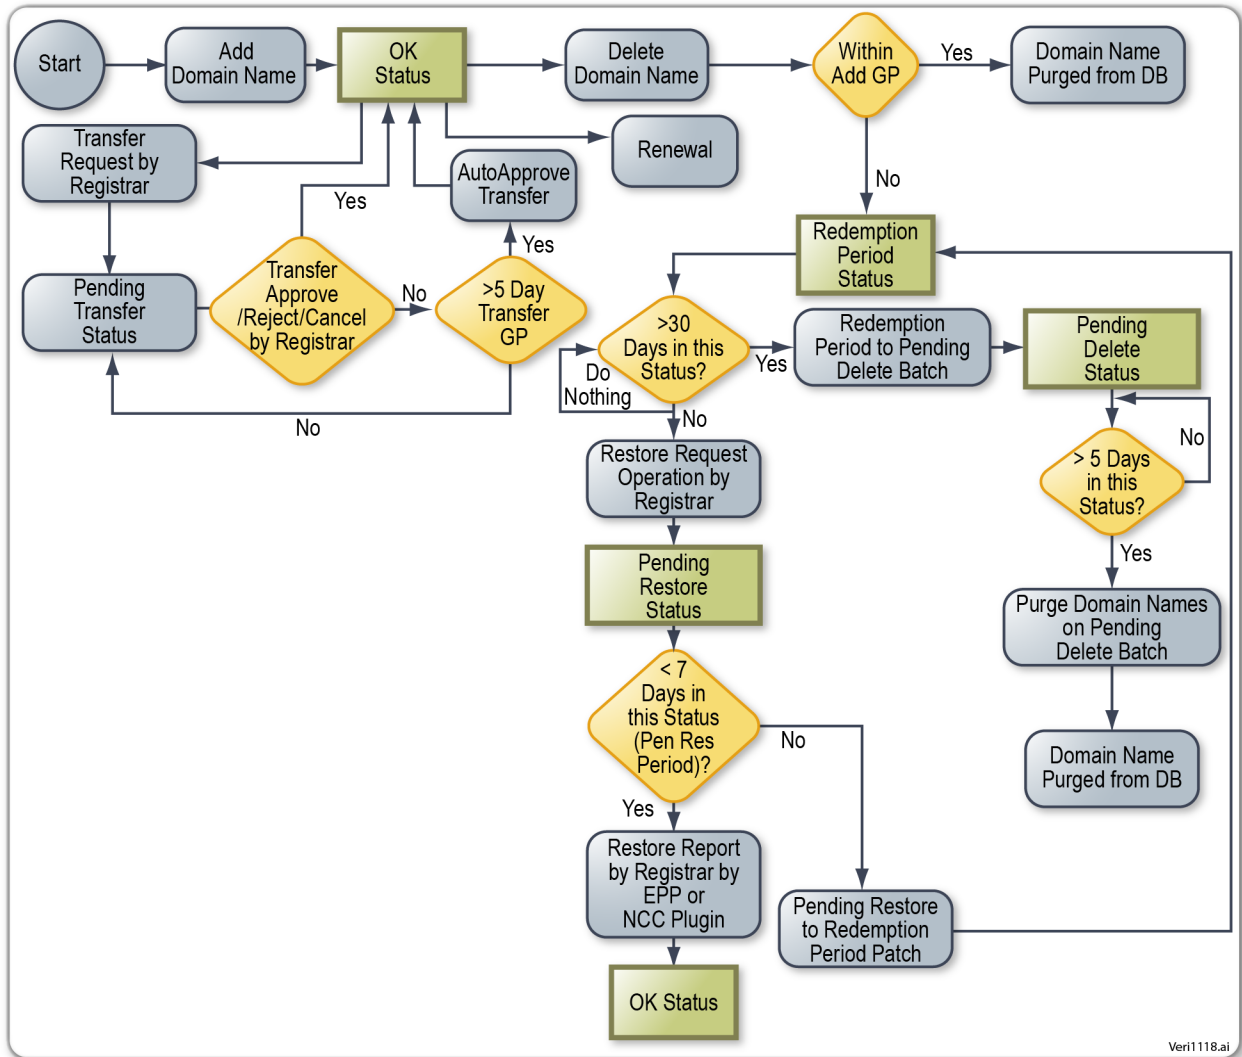 Start
Add
Domain Name
OK
Status
Delete
Domain Name
Within
Add GP
Yes
Domain Name
Purged from DB
Transfer
Request by
Registrar
Renewal
AutoApprove
Transfer
Yes
No
Yes
Redemption
Period
Status
Pending
Transfer
Status
Transfer
Approve
/Reject/Cancel
by Registrar
No
>5 Day
Transfer
GP
No
>30
Days in this
Status?
Do
Nothing
Yes
No
Redemption
Period to Pending
Delete Batch
Pending
Delete
Status
No
> 5 Days
in this
Status?
Yes
Restore Request
Operation by
Registrar
Pending
Restore
Status
Purge Domain Names
on Pending
Delete Batch
< 7
Days in
this Status
(Pen Res
Period)?
No
Yes
Domain Name
Purged from DB
Restore Report
by Registrar by
EPP or
NCC Plugin
Pending Restore
to Redemption
Period Patch
OK Status
Veri1118.ai